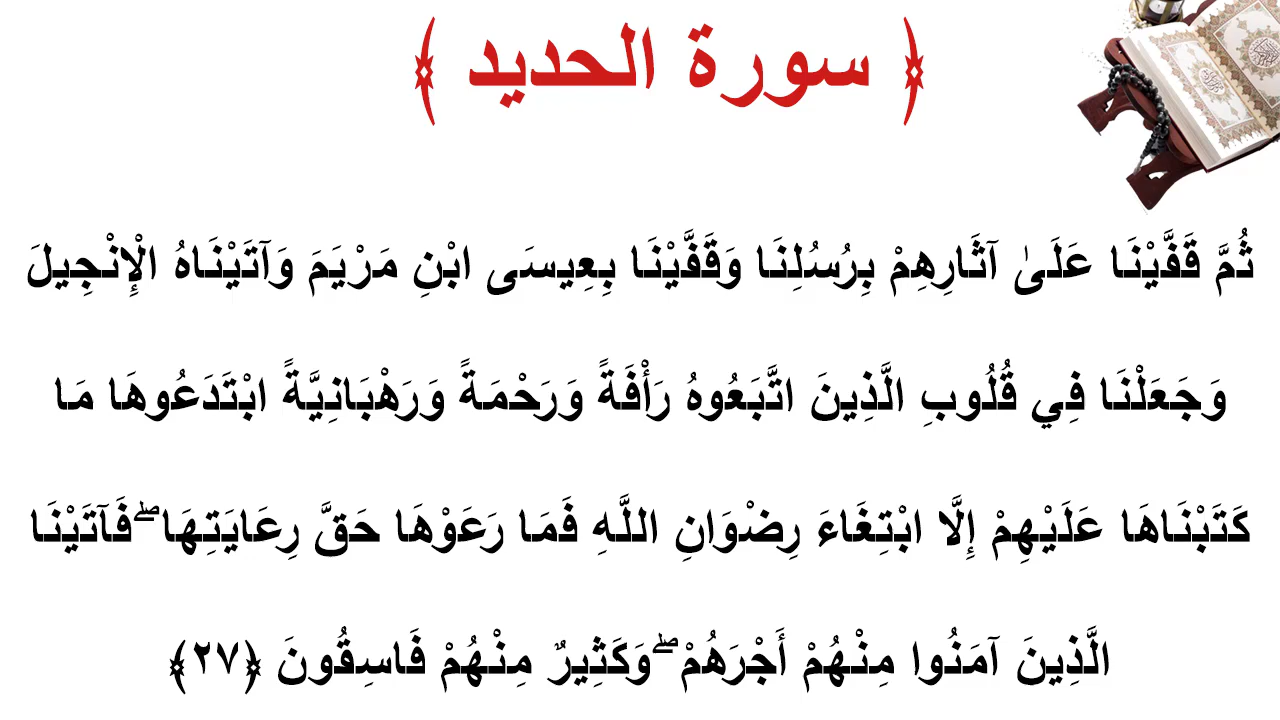 ﴿ سورة الحديد ﴾
ثُمَّ قَفَّيْنَا عَلَىٰ آثَارِهِمْ بِرُسُلِنَا وَقَفَّيْنَا بِعِيسَى ابْنِ مَرْيَمَ وَآتَيْنَاهُ الْإِنْجِيلَ
وَجَعَلْنَا فِي قُلُوبِ الَّذِينَ اتَّبَعُوهُ رَأْفَةً وَرَحْمَةً وَرَهْبَانِيَّةً ابْتَدَعُوهَا مَا
كَتَبْنَاهَا عَلَيْهِمْ إِلَّا ابْتِغَاءَ رِضْوَانِ اللَّهِ فَمَا رَعَوْهَا حَقَّ رِعَايَتِهَا ۖ فَآتَيْنَا
الَّذِينَ آمَنُوا مِنْهُمْ أَجْرَهُمْ ۖ وَكَثِيرٌ مِنْهُمْ فَاسِقُونَ ﴿٢٧﴾